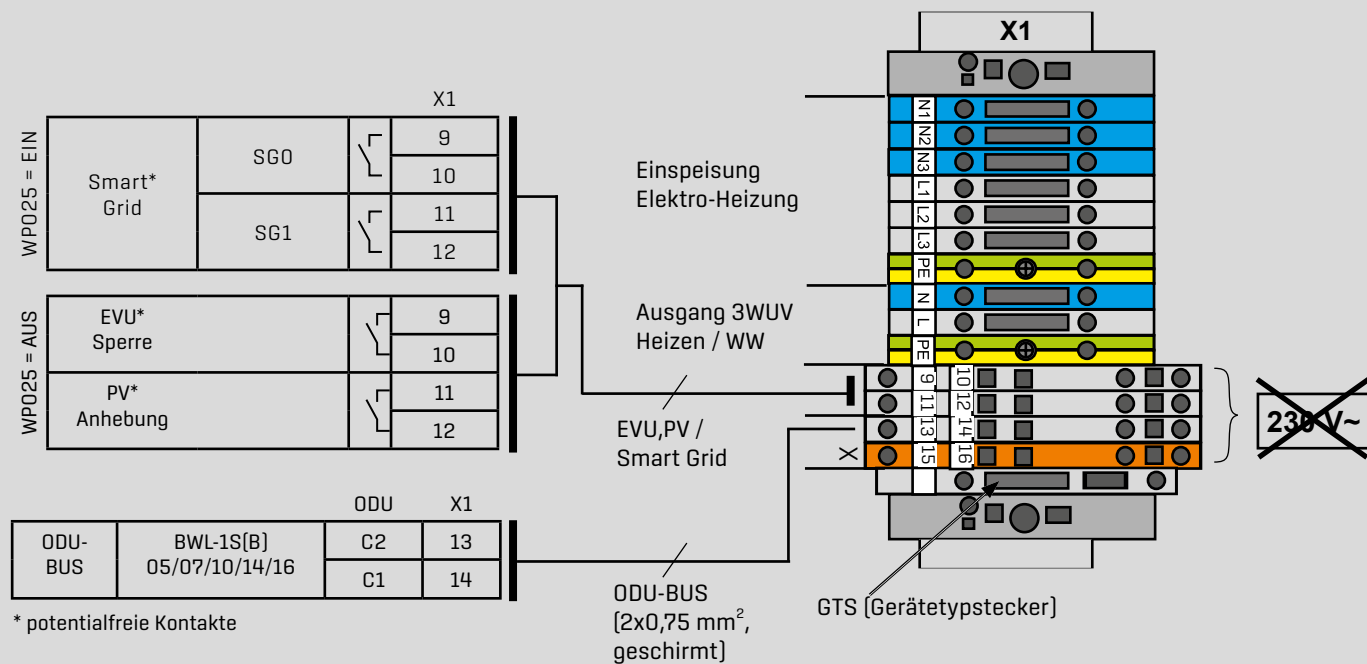 X1
WP025 = EIN
Smart*
Grid
SG0
9
10
SG1
11
12
WP025 = AUS
EVU*
Sperre
9
10
PV*
Anhebung
11
12
ODU
X1
ODU-
BUS
BWL-1S(B)
05/07/10/14/16
C2
13
C1
14
* potentialfreie Kontakte
Einspeisung
Elektro-Heizung
Ausgang 3WUV
Heizen / WW
EVU,PV /
Smart Grid
ODU-BUS
(2x0,75 mm²,
geschirmt)
X1
N1
N2
N3
L1
L2
L3
PE
N
L
PE
9 10
11 12
13 14
X 15 16
230 V~
GTS (Gerätetypstecker)